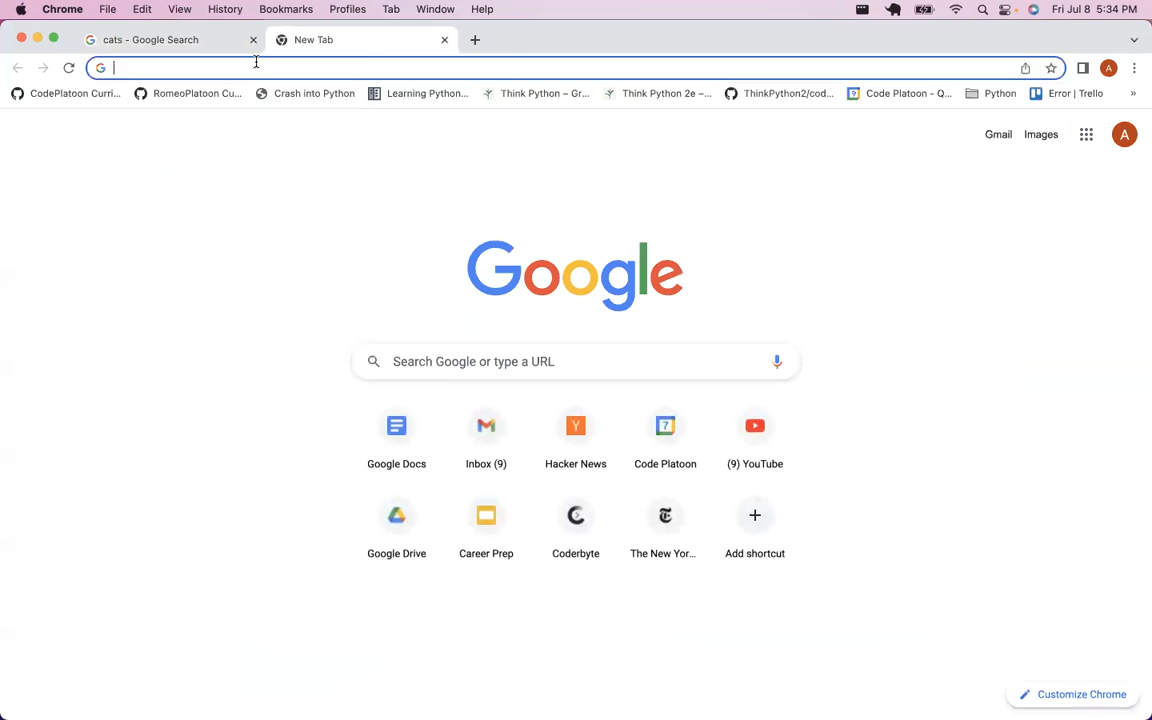 Chrome File Edit View History Bookmarks Profiles Tab Window Help Fri Jul 8 5:34 PM
cats - Google Search New Tab
CodePlatoon Curri... RomeoPlatoon Cu... Crash into Python Learning Python... Think Python – Gr... Think Python 2e –... ThinkPython2/cod... Code Platoon - Q... Python Error | Trello »
Gmail Images A
Google
Search Google or type a URL
Google Docs Inbox (9) Hacker News Code Platoon (9) YouTube
Google Drive Career Prep Coderbyte The New Yor... Add shortcut
Customize Chrome